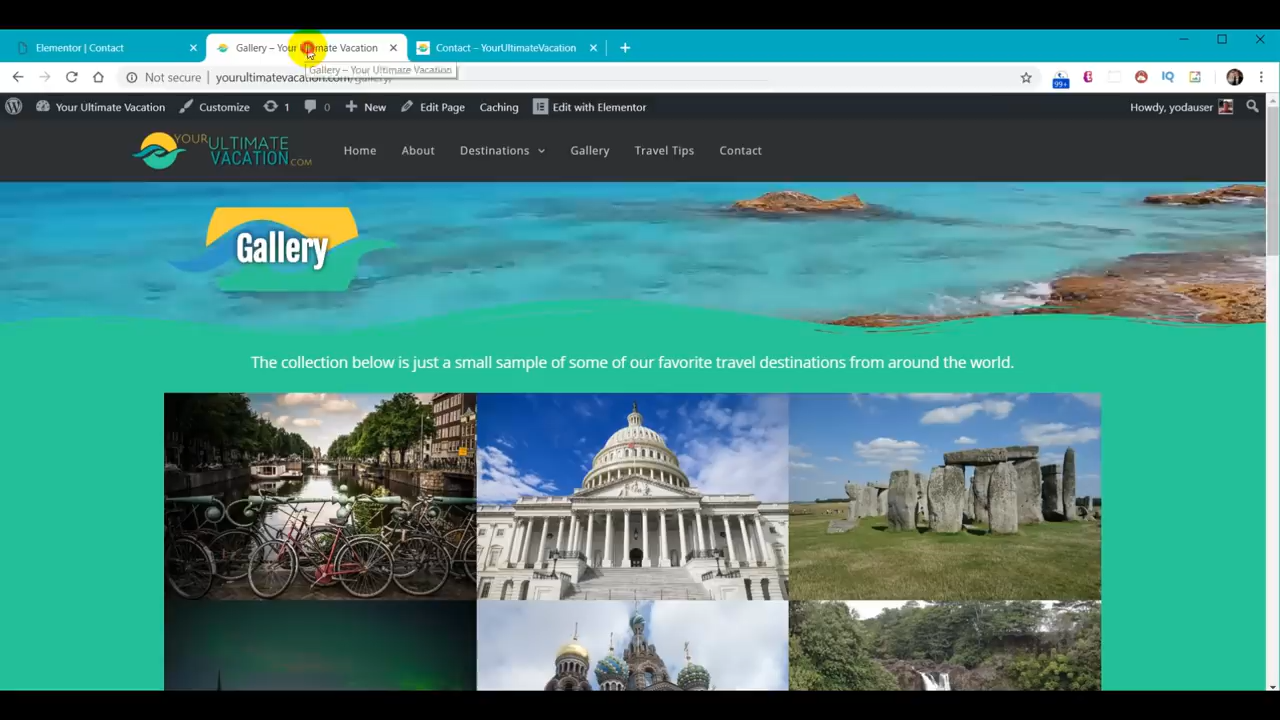 Elementor | Contact
Gallery – Your Ultimate Vacation
Contact – YourUltimateVacation
Not secure | yourultimatevacation.com/gallery/
Gallery – Your Ultimate Vacation
99+
IQ
Your Ultimate Vacation
Customize
1
0
New
Edit Page
Caching
Edit with Elementor
Howdy, yodauser
YOUR ULTIMATE
VACATION.COM
Home
About
Destinations
Gallery
Travel Tips
Contact
Gallery
The collection below is just a small sample of some of our favorite travel destinations from around the world.